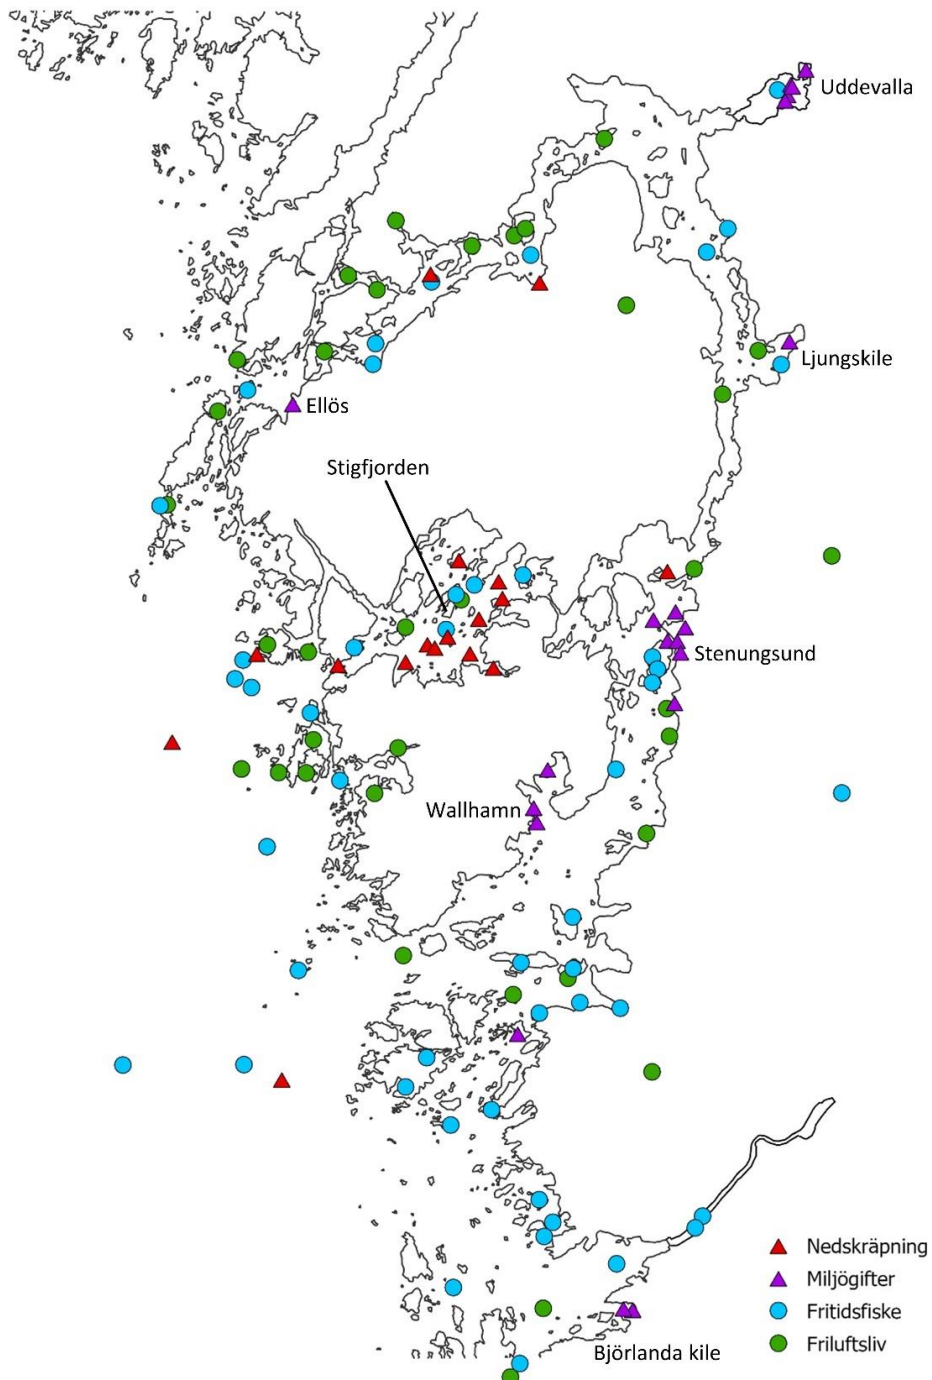 Uddevalla
Ljungskile
Ellös
Stigfjorden
Stenungsund
Wallhamn
Nedskräpning
Miljögifter
Fritidsfiske
Friluftsliv
Björlanda kile